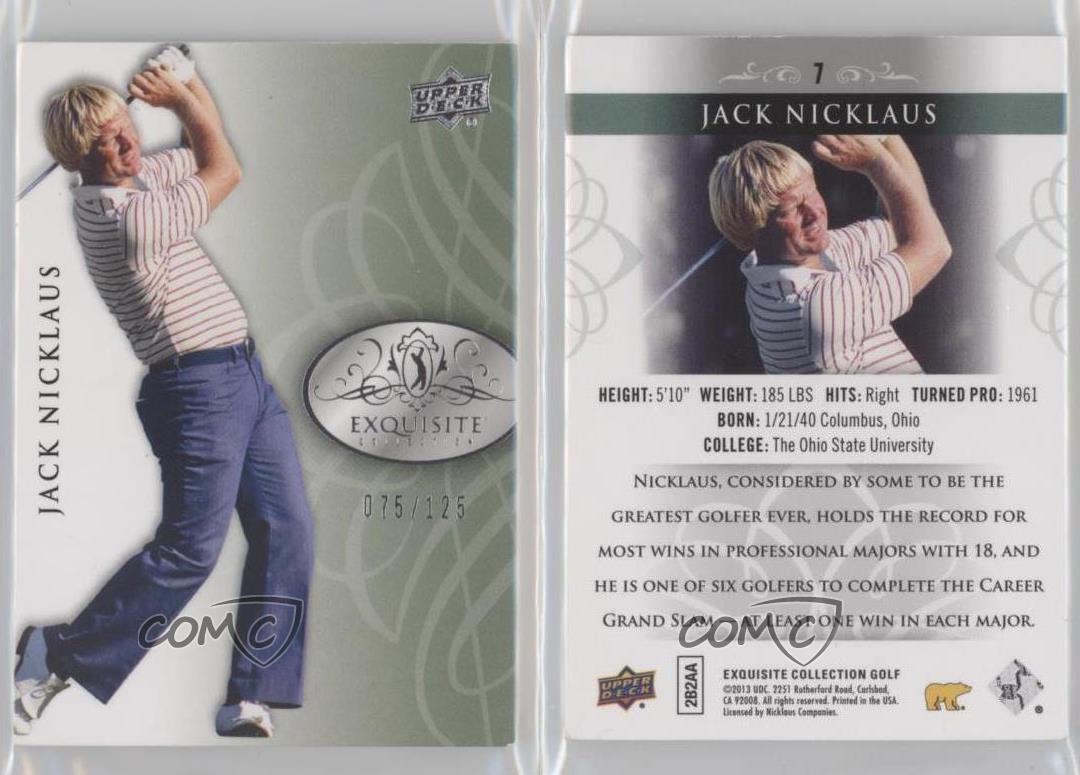 UPPER
DECK
60
JACK NICKLAUS
EXQUISITE
COLLECTION
075/125
COMC
7
JACK NICKLAUS
HEIGHT: 5'10" WEIGHT: 185 LBS HITS: Right TURNED PRO: 1961
BORN: 1/21/40 Columbus, Ohio
COLLEGE: The Ohio State University
NICKLAUS, CONSIDERED BY SOME TO BE THE
GREATEST GOLFER EVER, HOLDS THE RECORD FOR
MOST WINS IN PROFESSIONAL MAJORS WITH 18, AND
HE IS ONE OF SIX GOLFERS TO COMPLETE THE CAREER
GRAND SLAM – AT LEAST ONE WIN IN EACH MAJOR.
COMC
UPPER
DECK
2B2AA
EXQUISITE COLLECTION GOLF
©2013 UDC. 2251 Rutherford Road, Carlsbad,
CA 92008. All rights reserved. Printed in the USA.
Licensed by Nicklaus Companies.